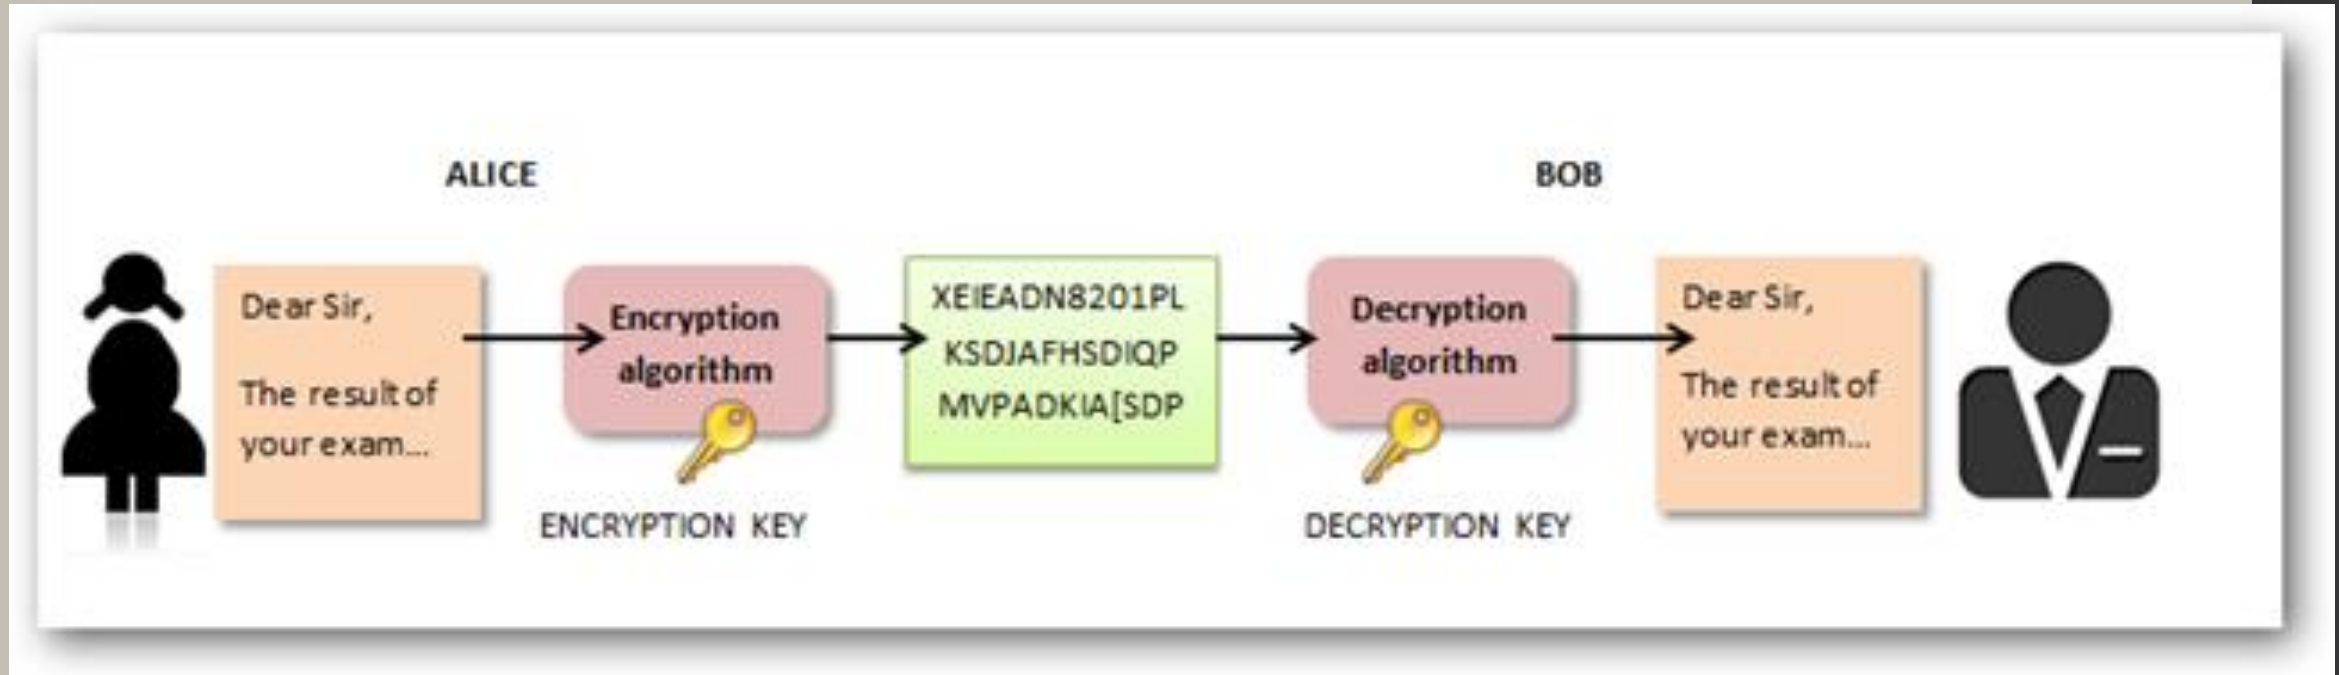 ALICE
BOB
Dear Sir,
The result of
your exam...
Encryption
algorithm
ENCRYPTION KEY
XEIEADN8201PL
KSDJAFHSDIQP
MVPADKIA[SDP
Decryption
algorithm
DECRYPTION KEY
Dear Sir,
The result of
your exam...